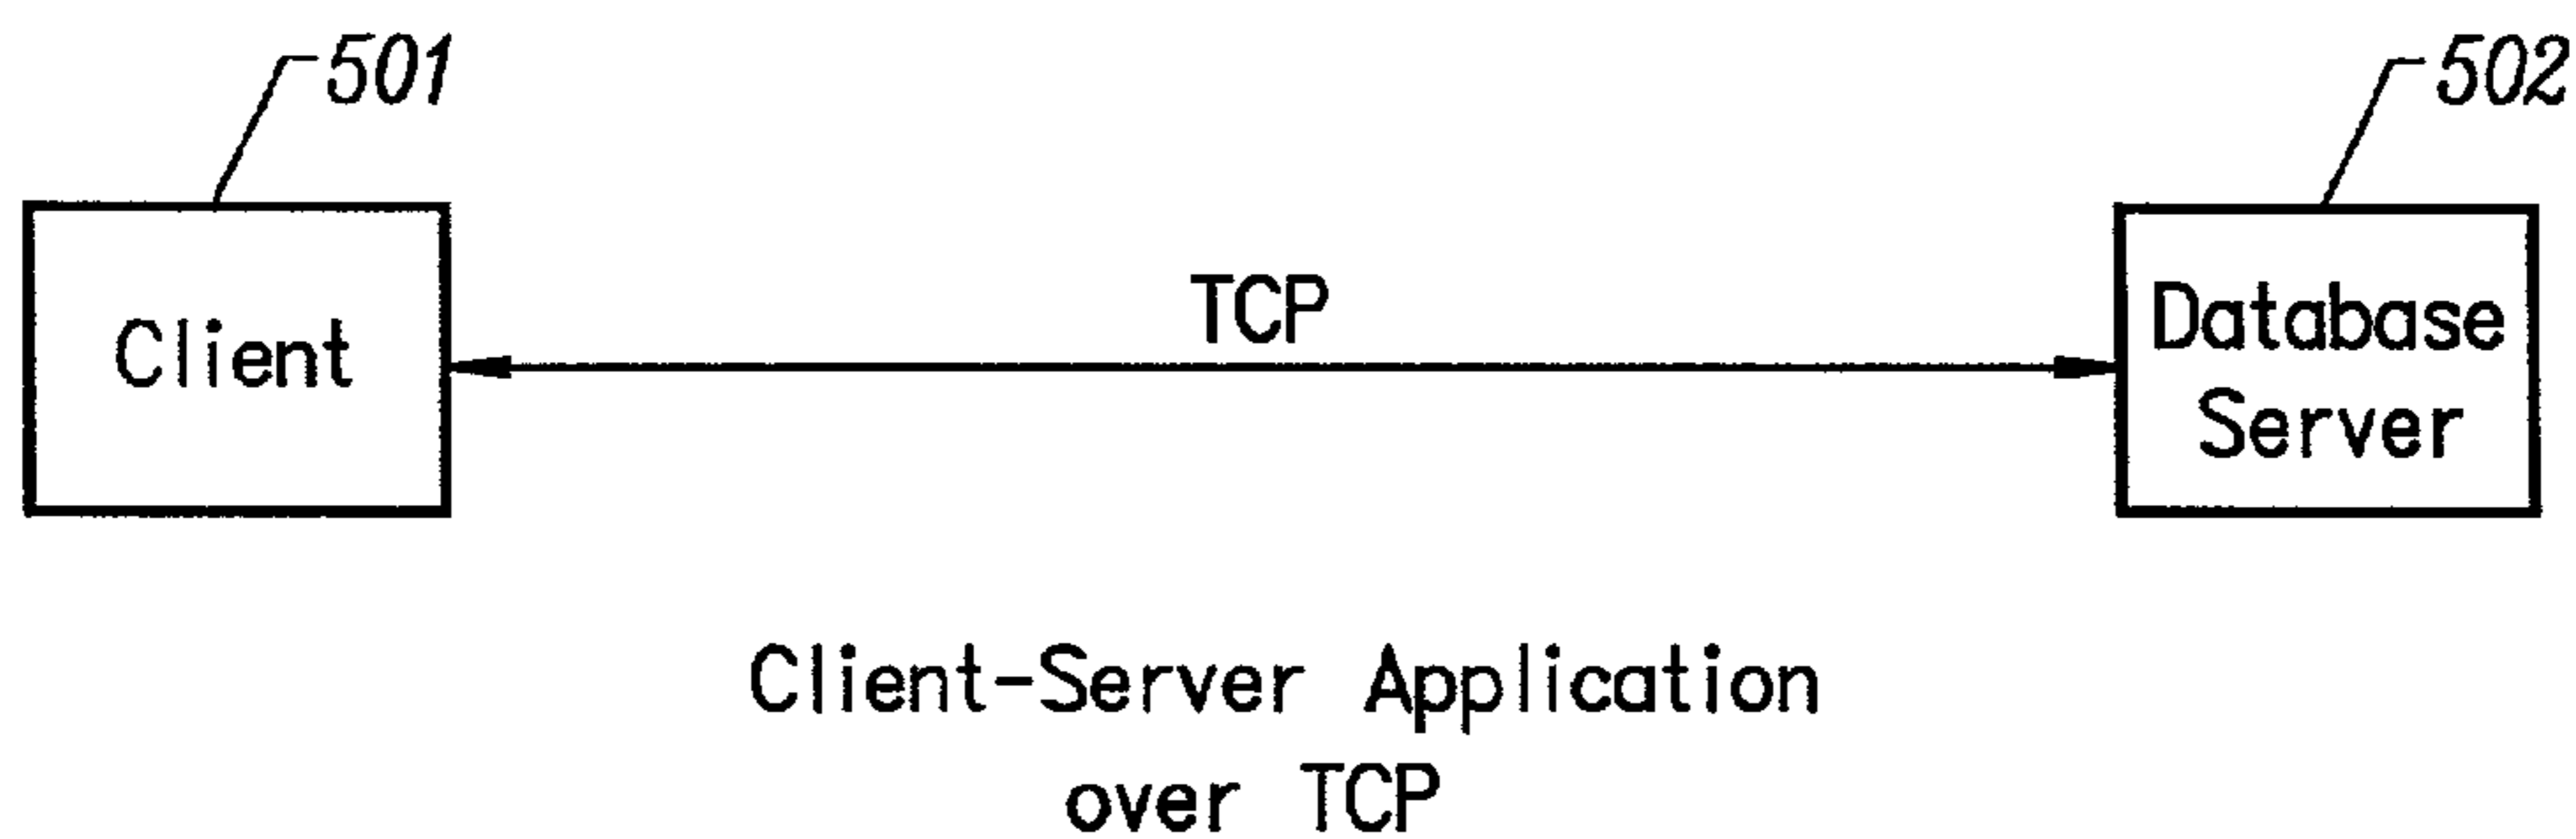 501
502
Client
TCP
Database
Server
Client-Server Application
over TCP